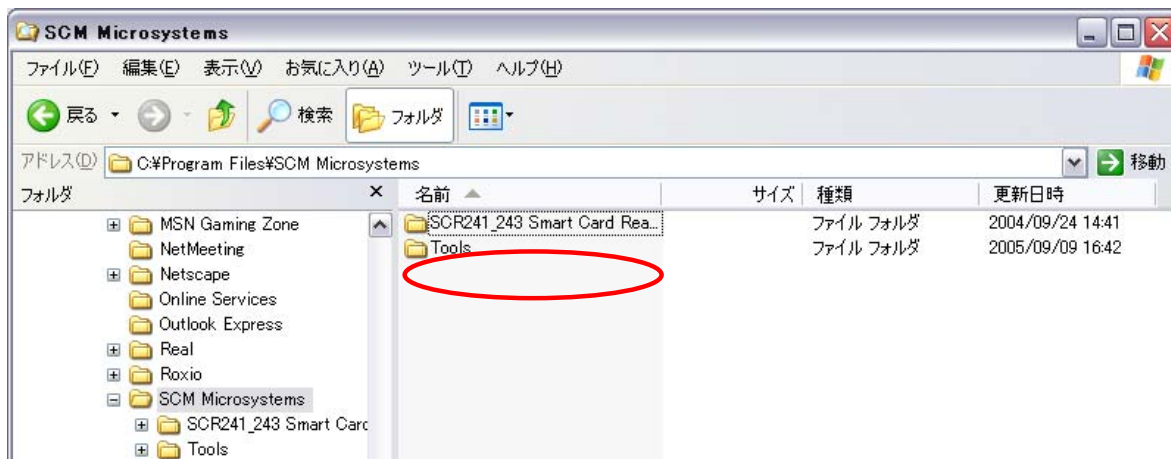 SCM Microsystems
ファイル(F) 編集(E) 表示(V) お気に入り(A) ツール(T) ヘルプ(H)
戻る 検索 フォルダ
アドレス(D) C:¥Program Files¥SCM Microsystems 移動
フォルダ × 名前 サイズ 種類 更新日時
MSN Gaming Zone SCR241_243 Smart Card Rea... ファイル フォルダ 2004/09/24 14:41
NetMeeting Tools ファイル フォルダ 2005/09/09 16:42
Netscape
Online Services
Outlook Express
Real
Roxio
SCM Microsystems
SCR241_243 Smart Card
Tools